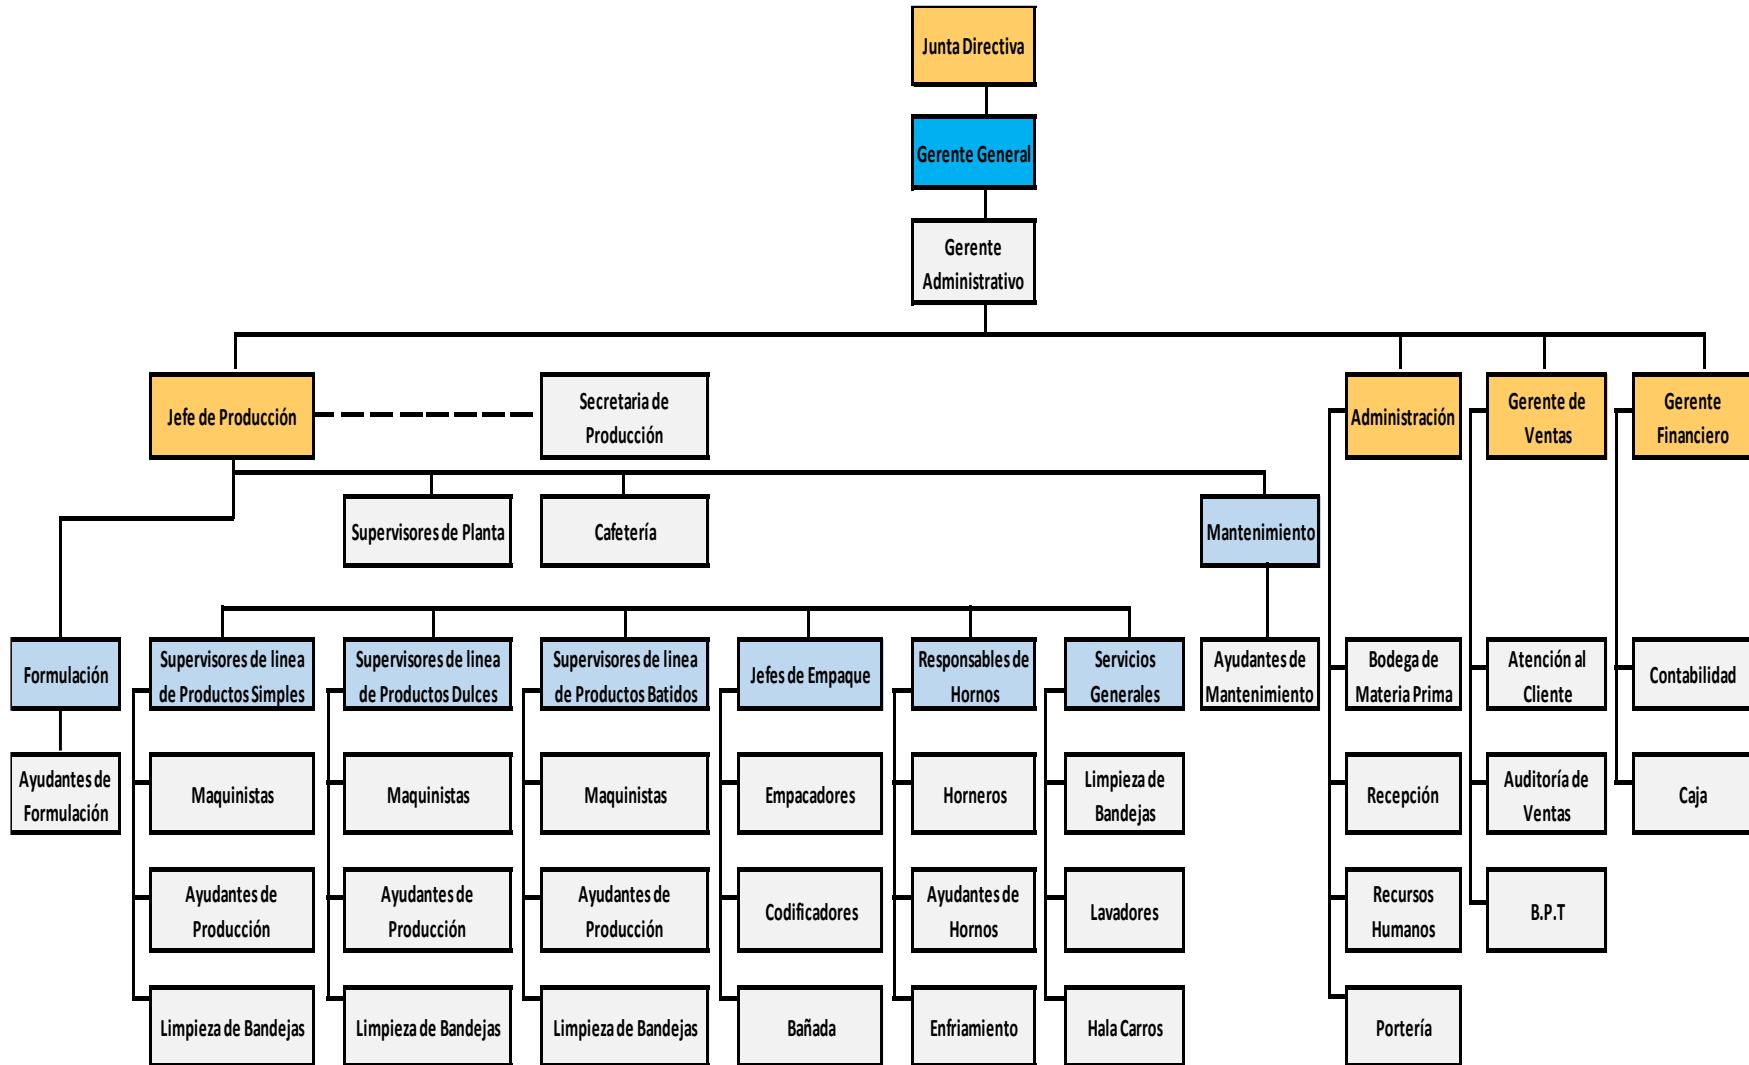 Junta Directiva
Gerente General
Gerente
Administrativo
Jefe de Producción
Secretaria de
Producción
Administración
Gerente de
Ventas
Gerente
Financiero
Supervisores de Planta
Cafetería
Mantenimiento
Formulación
Supervisores de linea
de Productos Simples
Supervisores de linea
de Productos Dulces
Supervisores de linea
de Productos Batidos
Jefes de Empaque
Responsables de
Hornos
Servicios
Generales
Ayudantes de
Mantenimiento
Bodega de
Materia Prima
Atención al
Cliente
Contabilidad
Ayudantes de
Formulación
Maquinistas
Maquinistas
Maquinistas
Empacadores
Horneros
Limpieza de
Bandejas
Recepción
Auditoría de
Ventas
Caja
Ayudantes de
Producción
Ayudantes de
Producción
Ayudantes de
Producción
Codificadores
Ayudantes de
Hornos
Lavadores
Recursos
Humanos
B.P.T
Limpieza de Bandejas
Limpieza de Bandejas
Limpieza de Bandejas
Bañada
Enfriamiento
Hala Carros
Portería